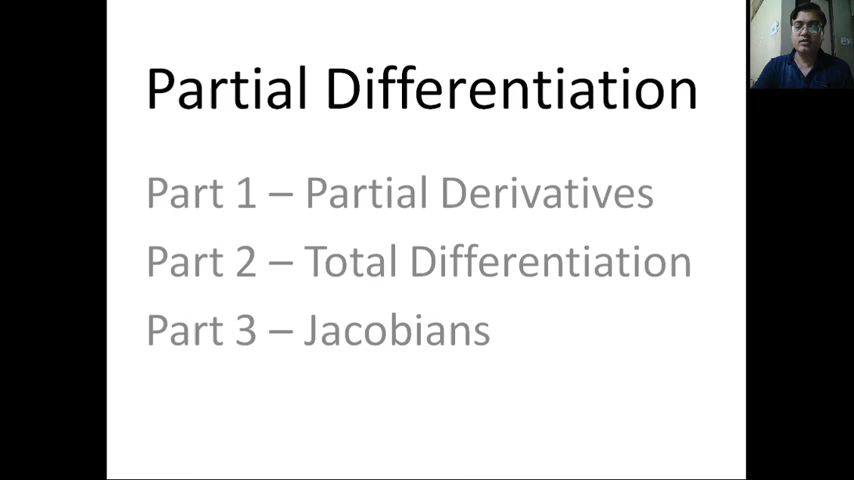 Partial Differentiation
Part 1 – Partial Derivatives
Part 2 – Total Differentiation
Part 3 – Jacobians